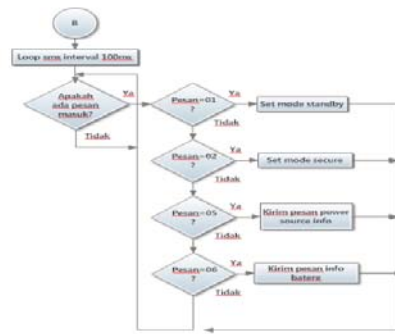 B
Loop sms interval 100ms
Apakah
ada pesan
masuk?
Ya
Tidak
Pesan=01
?
Ya
Set mode standby
Tidak
Pesan=02
?
Ya
Set mode secure
Tidak
Pesan=05
?
Ya
Kirim pesan power
source info
Tidak
Pesan=06
?
Ya
Kirim pesan info
batere
Tidak